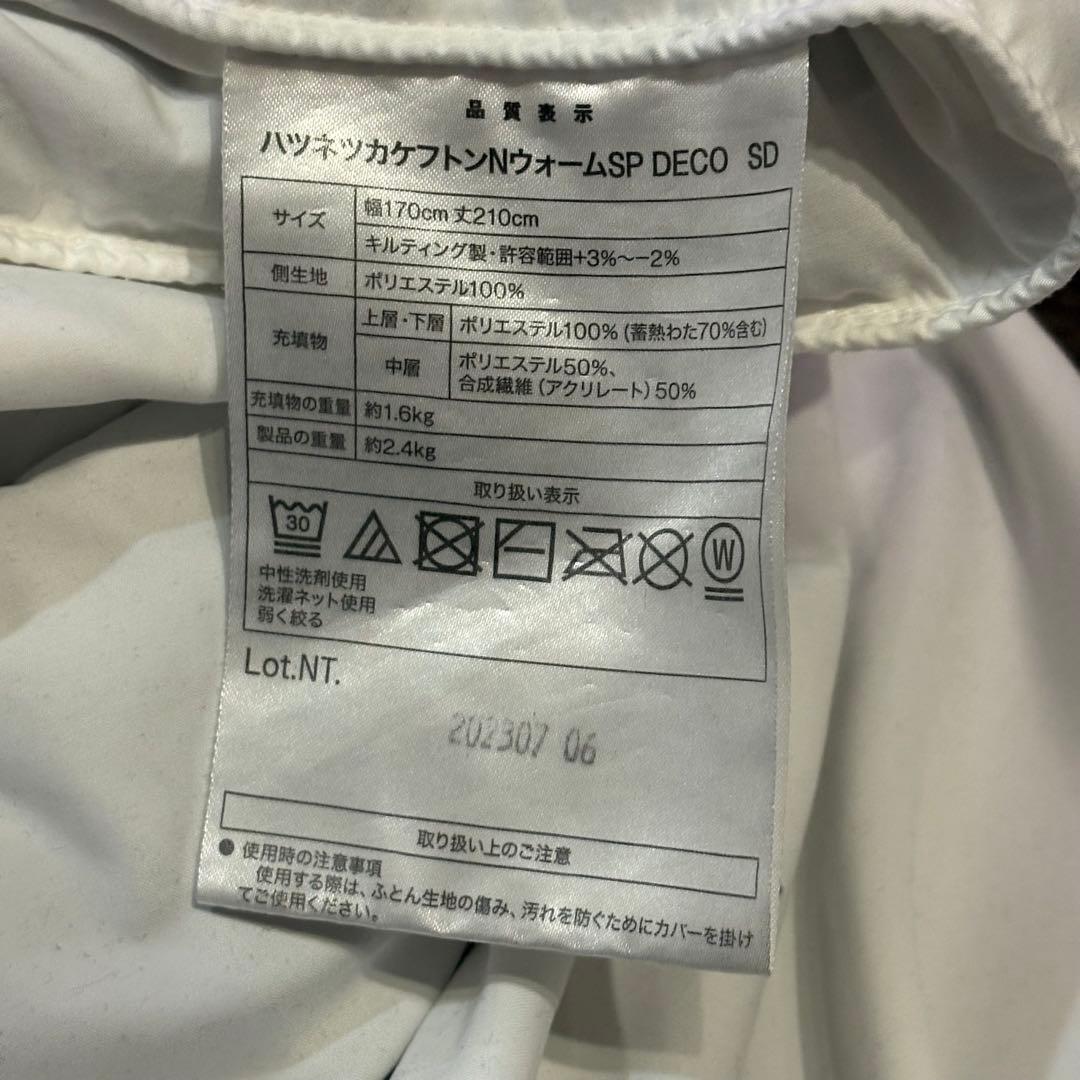 品質表示
ハツネツカケフトンNウォームSP DECO SD
サイズ 幅170cm 丈210cm
キルティング製・許容範囲+3%~-2%
側生地 ポリエステル100%
充填物 上層・下層 ポリエステル100% (蓄熱わた70%含む)
中層 ポリエステル50%、
合成繊維(アクリレート)50%
充填物の重量 約1.6kg
製品の重量 約2.4kg
取り扱い表示
30 W
中性洗剤使用
洗濯ネット使用
弱く絞る
Lot.NT.
202307 06
取り扱い上のご注意
● 使用時の注意事項
使用する際は、ふとん生地の傷み、汚れを防ぐためにカバーを掛け
てご使用ください。